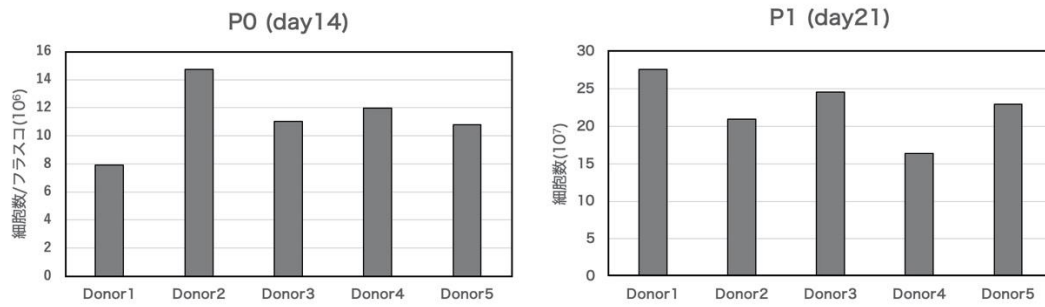 P0 (day14)
細胞数/フラスコ(10⁶)
16
14
12
10
8
6
4
2
0
Donor1 Donor2 Donor3 Donor4 Donor5
P1 (day21)
細胞数(10⁷)
30
25
20
15
10
5
0
Donor1 Donor2 Donor3 Donor4 Donor5